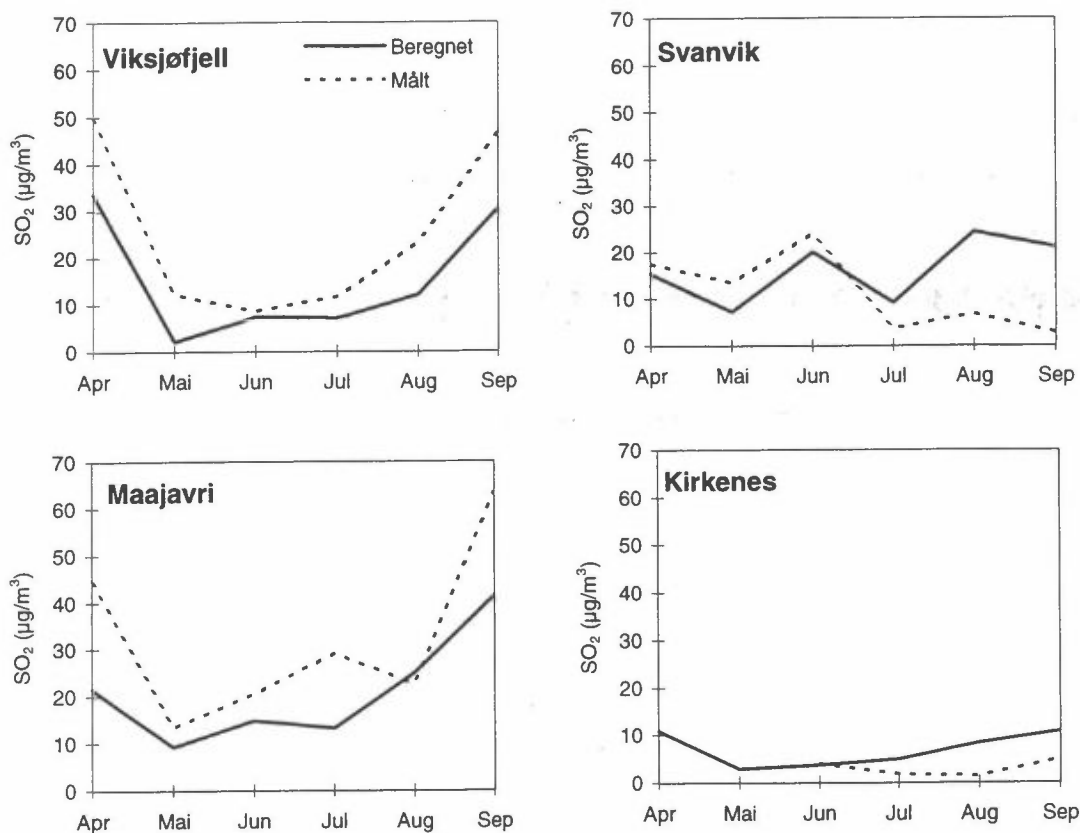 Viksjøfjell
Beregnet
Målt
SO₂ (µg/m³)
70
60
50
40
30
20
10
0
Apr Mai Jun Jul Aug Sep
Svanvik
SO₂ (µg/m³)
70
60
50
40
30
20
10
0
Apr Mai Jun Jul Aug Sep
Maajavri
SO₂ (µg/m³)
70
60
50
40
30
20
10
0
Apr Mai Jun Jul Aug Sep
Kirkenes
SO₂ (µg/m³)
70
60
50
40
30
20
10
0
Apr Mai Jun Jul Aug Sep